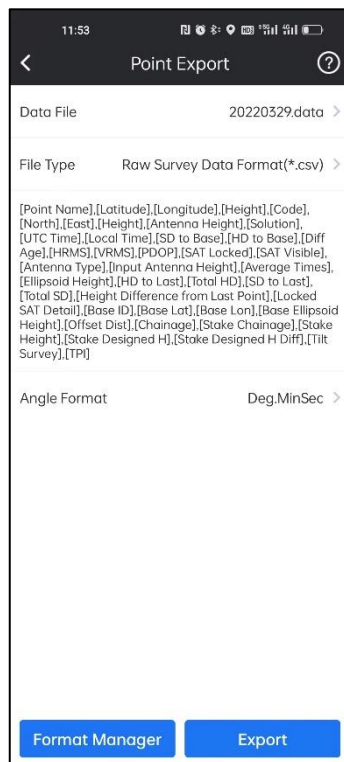 11:53
Point Export
Data File 20220329.data
File Type Raw Survey Data Format(*.csv)
[Point Name],[Latitude],[Longitude],[Height],[Code],
[North],[East],[Height],[Antenna Height],[Solution],
[UTC Time],[Local Time],[SD to Base],[HD to Base],[Diff
Age],[HRMS],[VRMS],[PDOP],[SAT Locked],[SAT Visible],
[Antenna Type],[Input Antenna Height],[Average Times],
[Ellipsoid Height],[HD to Last],[Total HD],[SD to Last],
[Total SD],[Height Difference from Last Point],[Locked
SAT Detail],[Base ID],[Base Lat],[Base Lon],[Base Ellipsoid
Height],[Offset Dist],[Chainage],[Stake Chainage],[Stake
Height],[Stake Designed H],[Stake Designed H Diff],[Tilt
Survey],[TPI]
Angle Format Deg.MinSec
Format Manager Export